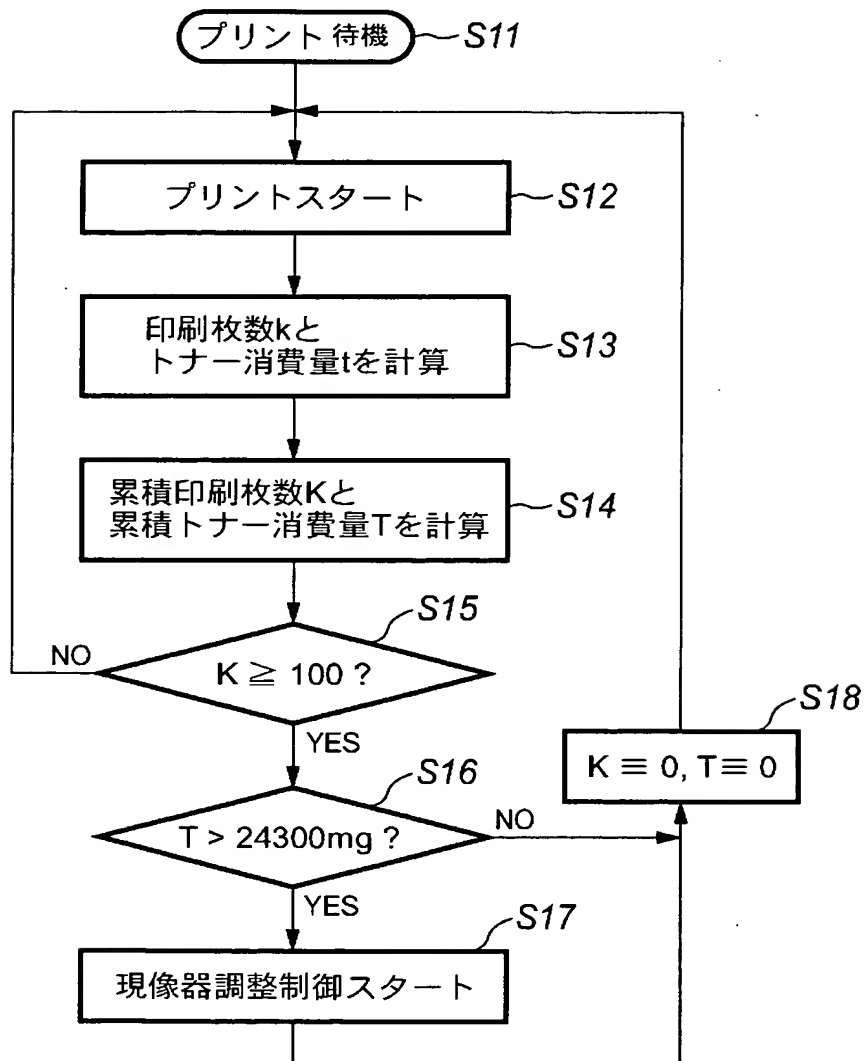 プリント 待機
S11
プリントスタート
S12
印刷枚数kと
トナー消費量tを計算
S13
累積印刷枚数Kと
累積トナー消費量Tを計算
S14
S15
K ≧ 100 ?
NO
YES
S16
T > 24300mg ?
NO
YES
S17
現像器調整制御スタート
S18
K ≡ 0, T ≡ 0